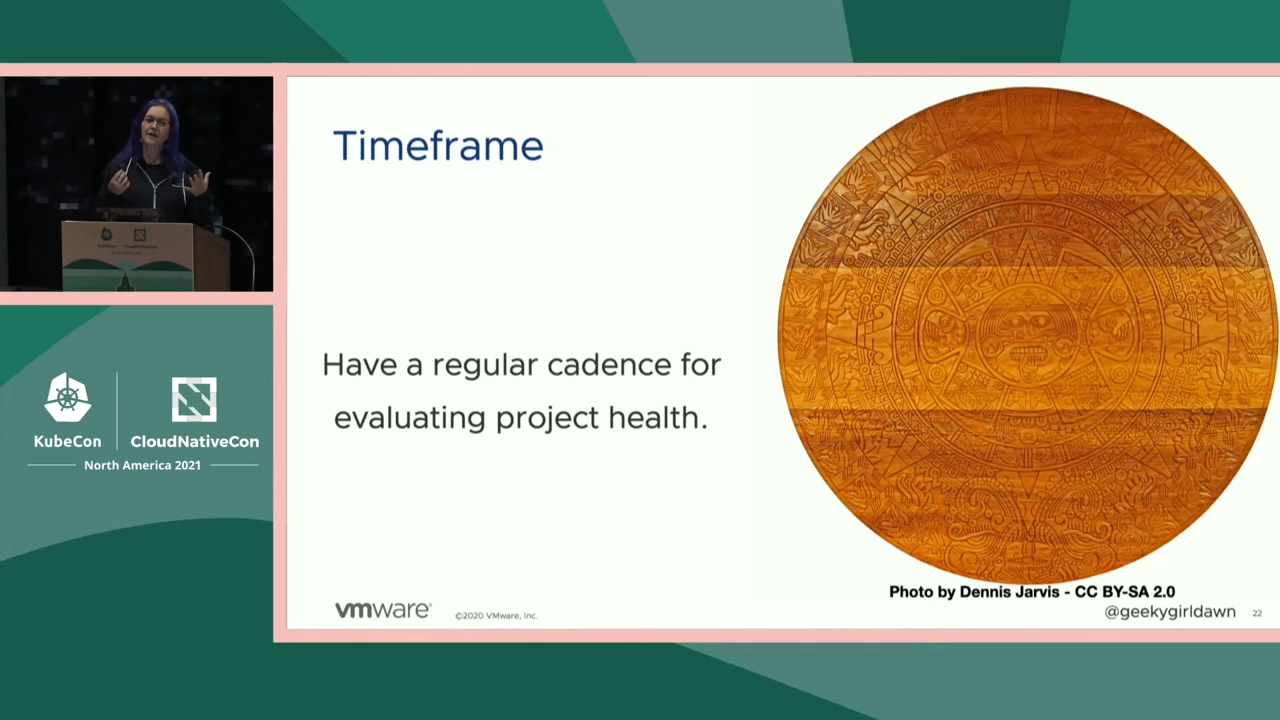 Timeframe
Have a regular cadence for
evaluating project health.
Photo by Dennis Jarvis - CC BY-SA 2.0
vmware®
©2020 VMware, Inc.
@geekygirldawn
22
KubeCon
CloudNativeCon
North America 2021